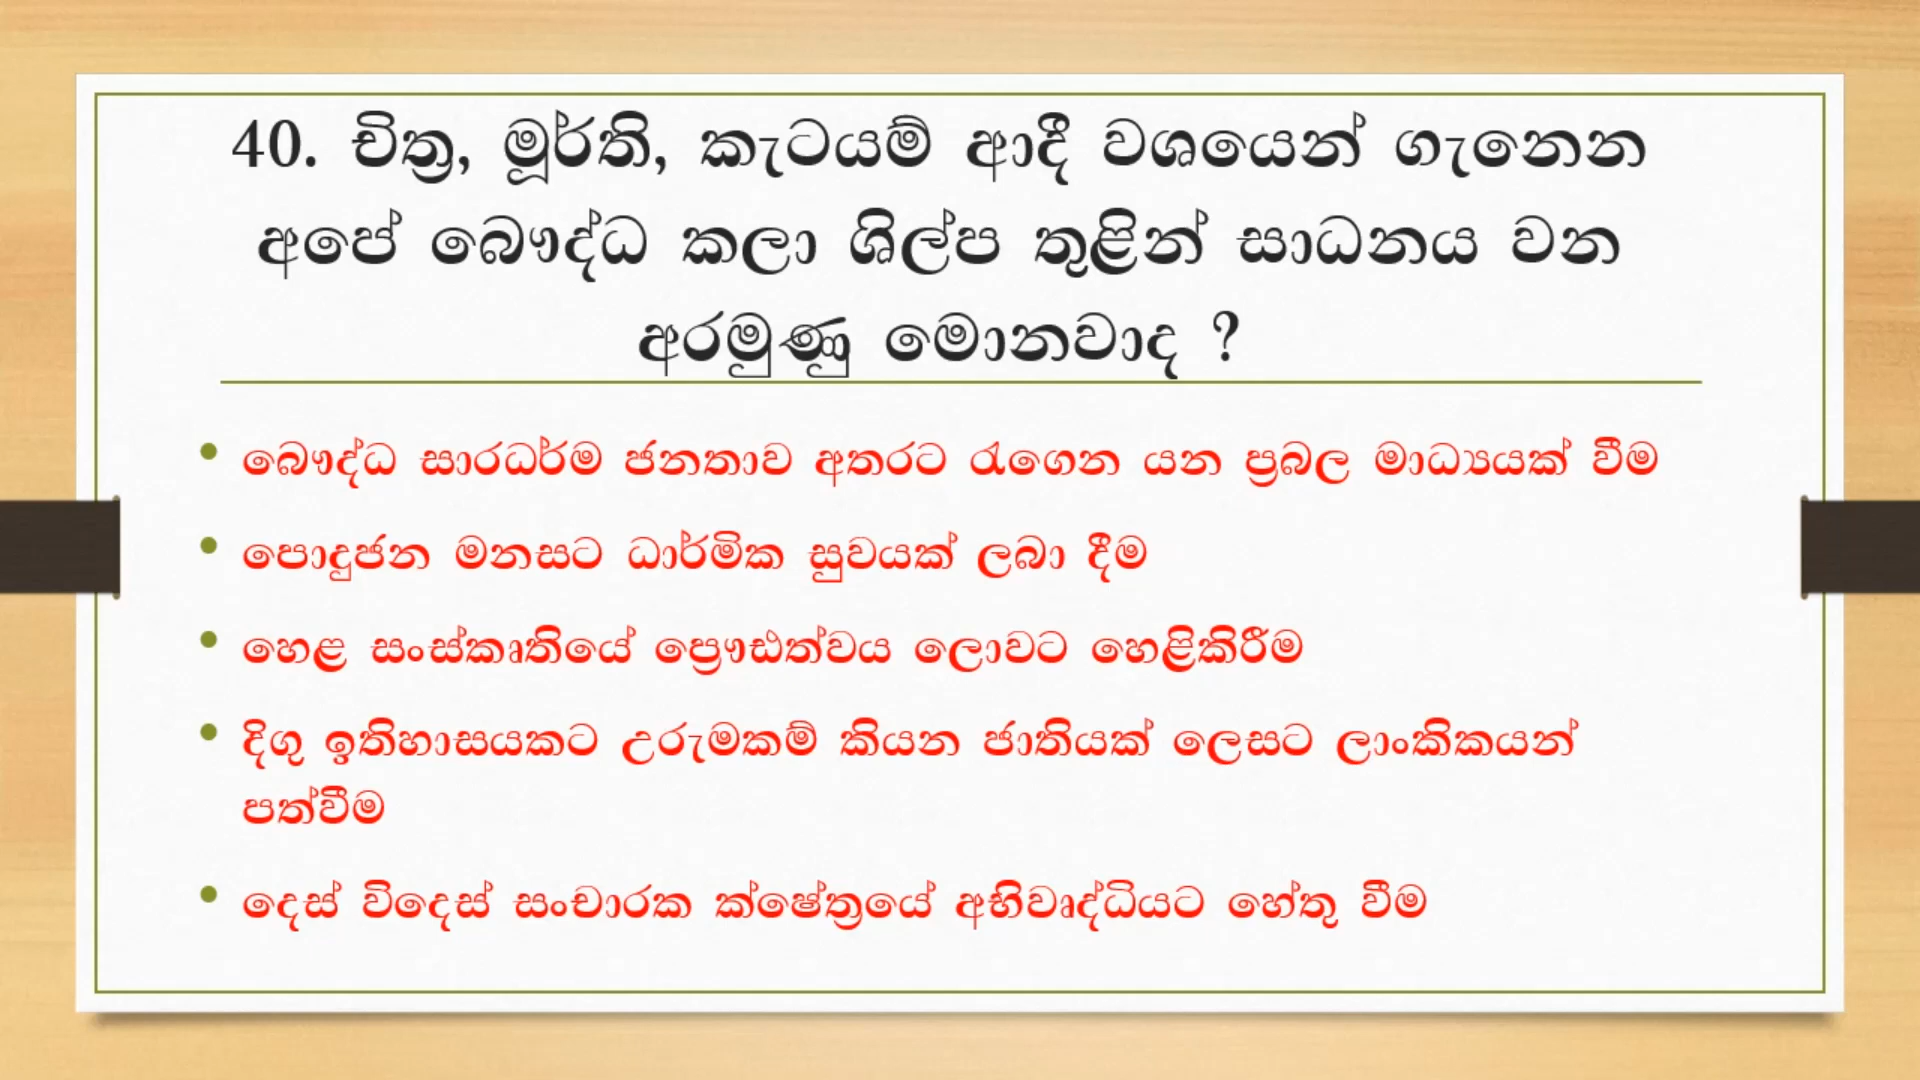 40. චිත්‍ර, මූර්ති, කැටයම් ආදී වශයෙන් ගැනෙන
අපේ බෞද්ධ කලා ශිල්ප තුළින් සාධනය වන
අරමුණු මොනවාද ?
• බෞද්ධ සාරධර්ම ජනතාව අතරට රැගෙන යන ප්‍රබල මාධ්‍යයක් වීම
• පොදුජන මනසට ධාර්මික සුවයක් ලබා දීම
• හෙළ සංස්කෘතියේ ප්‍රෞඪත්වය ලොවට හෙළිකිරීම
• දිගු ඉතිහාසයකට උරුමකම් කියන ජාතියක් ලෙසට ලාංකිකයන්
පත්වීම
• දෙස් විදෙස් සංචාරක ක්ෂේත්‍රයේ අභිවෘද්ධියට හේතු වීම